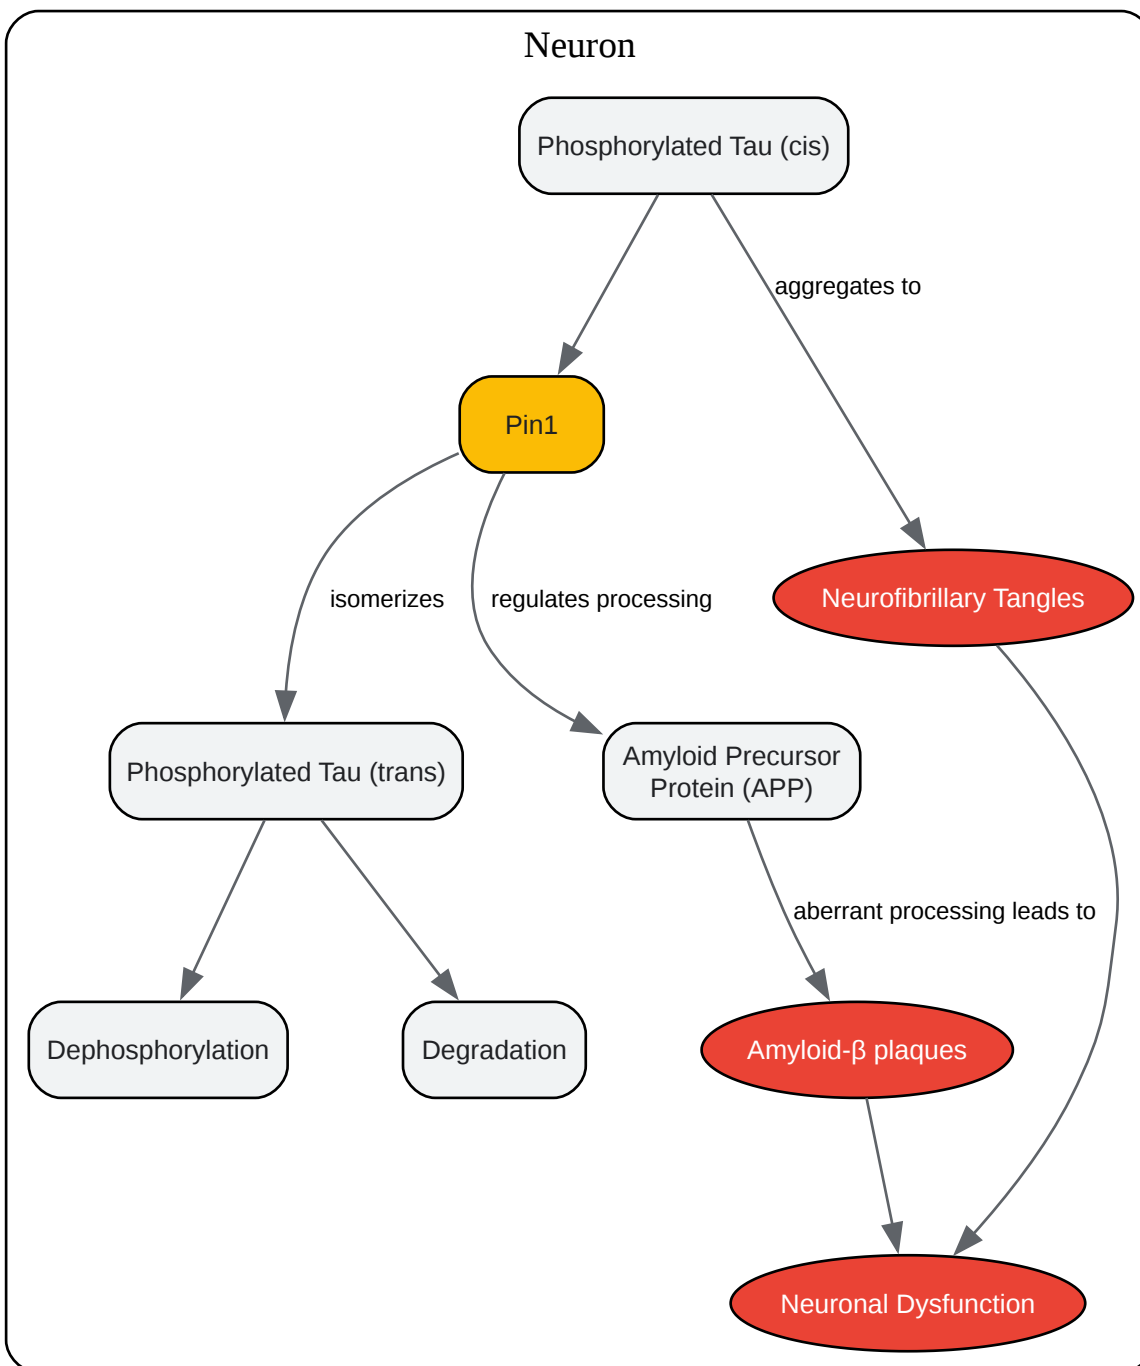 Neuron
Phosphorylated Tau (cis)
aggregates to
Pin1
isomerizes
regulates processing
Neurofibrillary Tangles
Phosphorylated Tau (trans)
Amyloid Precursor
Protein (APP)
aberrant processing leads to
Dephosphorylation
Degradation
Amyloid-β plaques
Neuronal Dysfunction